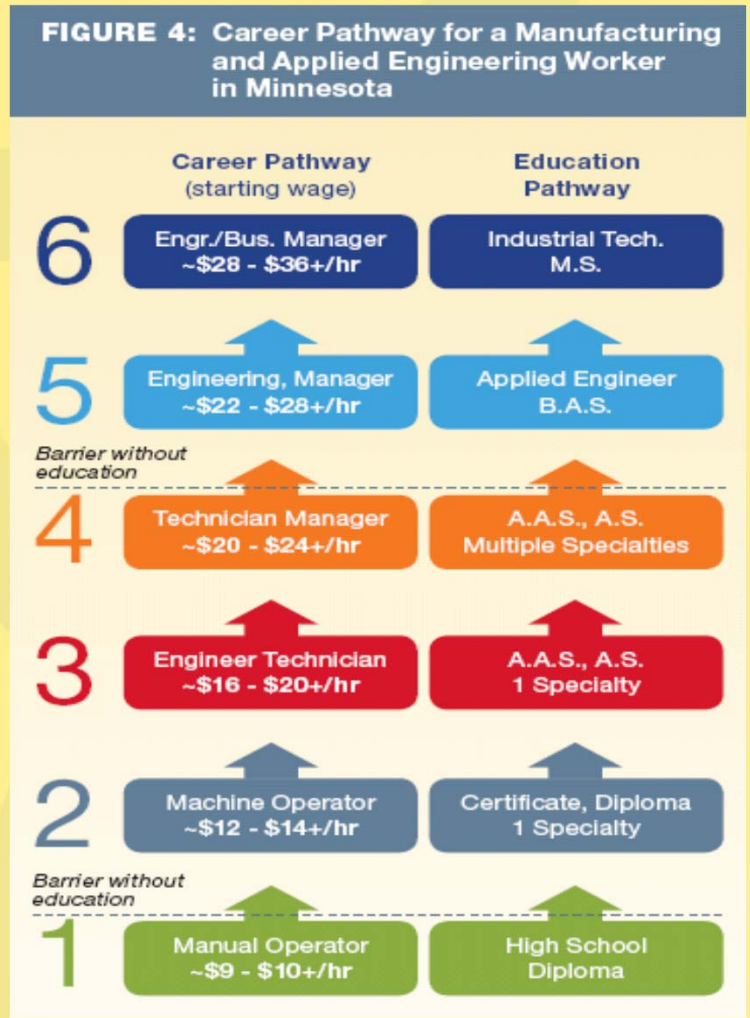 FIGURE 4: Career Pathway for a Manufacturing
and Applied Engineering Worker
in Minnesota
Career Pathway
(starting wage)
Education
Pathway
6
Engr./Bus. Manager
~$28 - $36+/hr
Industrial Tech.
M.S.
5
Engineering, Manager
~$22 - $28+/hr
Applied Engineer
B.A.S.
Barrier without
education
4
Technician Manager
~$20 - $24+/hr
A.A.S., A.S.
Multiple Specialties
3
Engineer Technician
~$16 - $20+/hr
A.A.S., A.S.
1 Specialty
2
Machine Operator
~$12 - $14+/hr
Certificate, Diploma
1 Specialty
Barrier without
education
1
Manual Operator
~$9 - $10+/hr
High School
Diploma